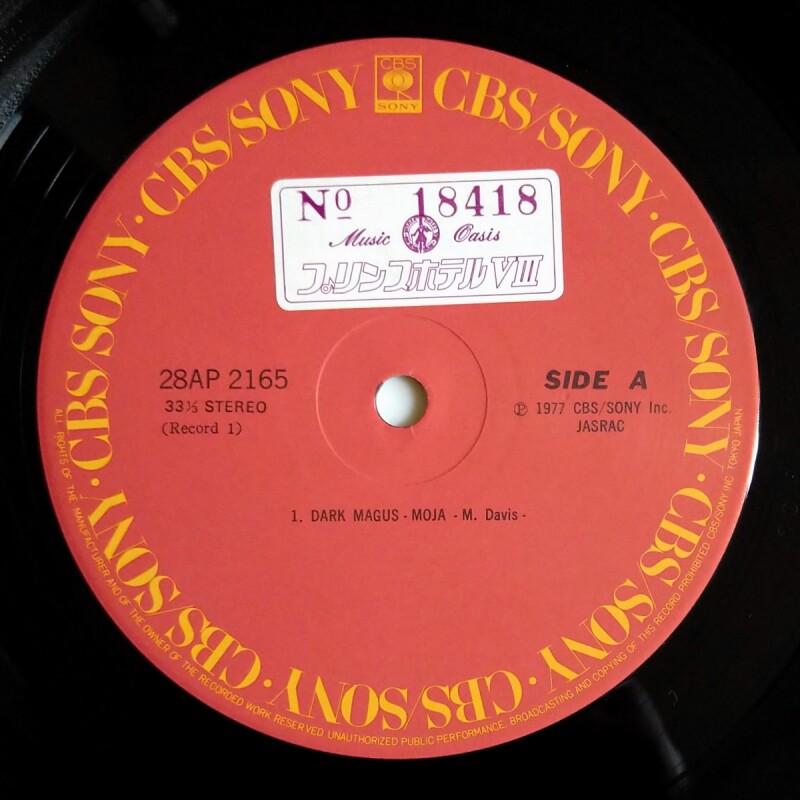 CBS
SONY
CBS/SONY · CBS/SONY · CBS/SONY · CBS/SONY · CBS/SONY · CBS/SONY · CBS/SONY · CBS/SONY · CBS/SONY
No 18418
Music Oasis
プリンスホテルVIII
28AP 2165
33⅓ STEREO
(Record 1)
SIDE A
℗ 1977 CBS/SONY Inc.
JASRAC
1. DARK MAGUS - MOJA - M. Davis -
ALL RIGHTS OF THE MANUFACTURER AND OF THE OWNER OF THE RECORDED WORK RESERVED UNAUTHORIZED PUBLIC PERFORMANCE, BROADCASTING AND COPYING OF THIS RECORD PROHIBITED CBS/SONY INC TOKYO JAPAN